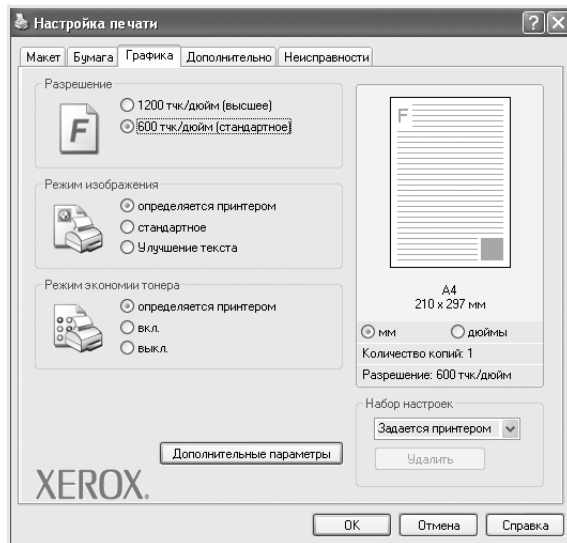 Настройка печати
Макет Бумага Графика Дополнительно Неисправности
Разрешение
F
1200 тчк/дюйм (высшее)
600 тчк/дюйм (стандартное)
Режим изображения
определяется принтером
стандартное
Улучшение текста
Режим экономии тонера
определяется принтером
вкл.
выкл.
Дополнительные параметры
XEROX.
F
A4
210 x 297 мм
мм дюймы
Количество копий: 1
Разрешение: 600 тчк/дюйм
Набор настроек
Задается принтером
Удалить
OK Отмена Справка